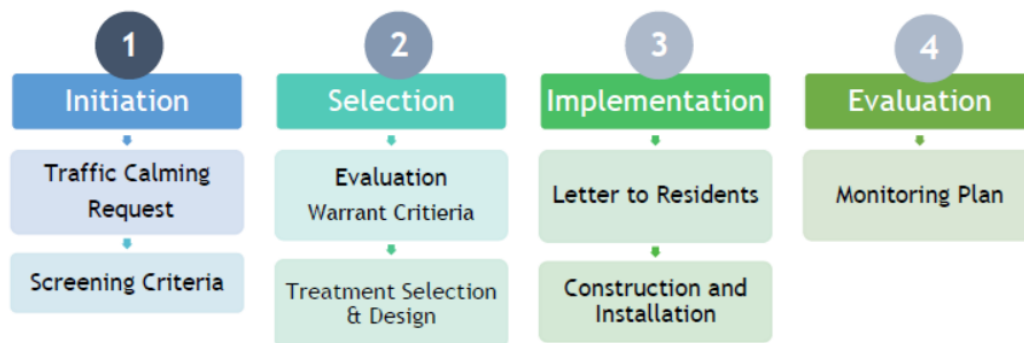 1
Initiation
Traffic Calming
Request
Screening Criteria
2
Selection
Evaluation
Warrant Critieria
Treatment Selection
& Design
3
Implementation
Letter to Residents
Construction and
Installation
4
Evaluation
Monitoring Plan